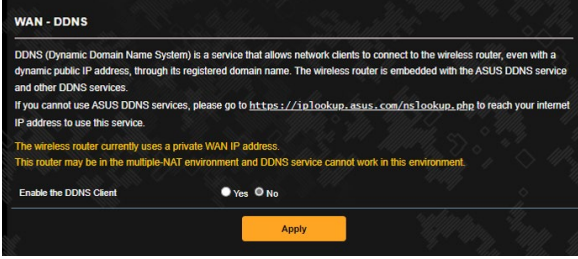 WAN - DDNS
DDNS (Dynamic Domain Name System) is a service that allows network clients to connect to the wireless router, even with a
dynamic public IP address, through its registered domain name. The wireless router is embedded with the ASUS DDNS service
and other DDNS services.
If you cannot use ASUS DDNS services, please go to https://iplookup.asus.com/nslookup.php to reach your internet
IP address to use this service.
The wireless router currently uses a private WAN IP address.
This router may be in the multiple-NAT environment and DDNS service cannot work in this environment.
Enable the DDNS Client Yes No
Apply